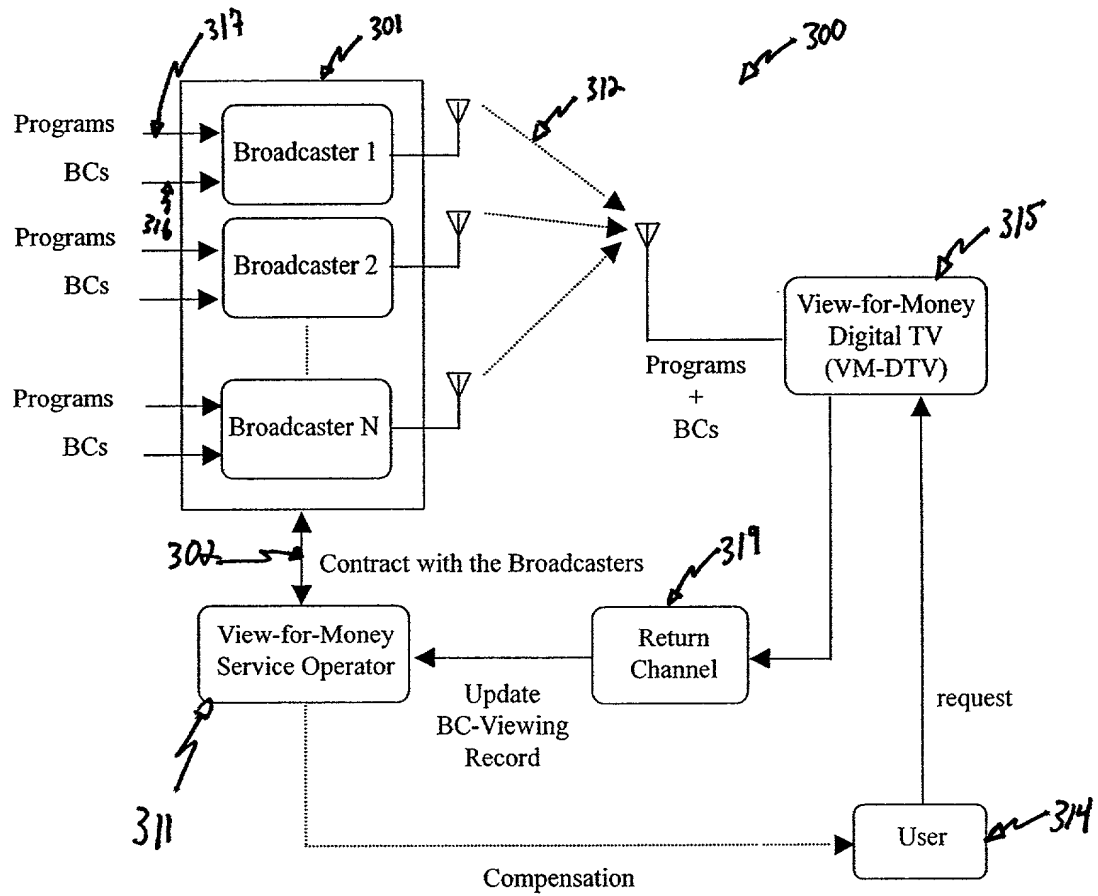 317
301
300
312
Programs
BCs
Broadcaster 1
316
Programs
BCs
Broadcaster 2
315
View-for-Money
Digital TV
(VM-DTV)
Programs
+
BCs
Programs
BCs
Broadcaster N
302
Contract with the Broadcasters
319
View-for-Money
Service Operator
Return
Channel
Update
BC-Viewing
Record
request
311
User
314
Compensation